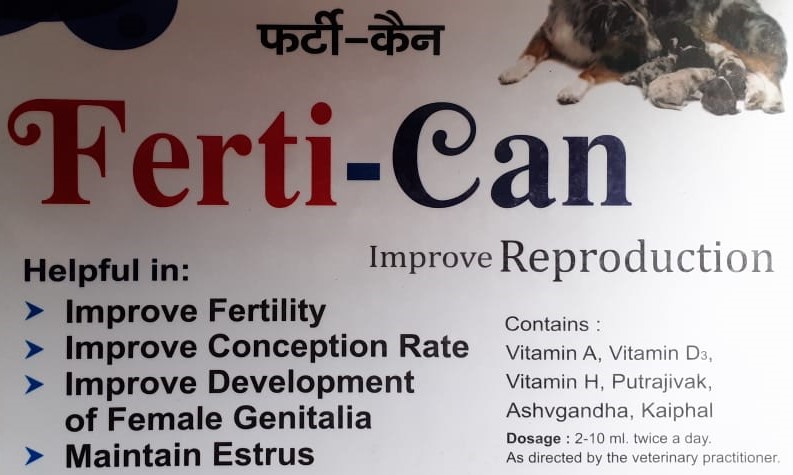 फर्टी-कैन
Ferti-Can
Improve Reproduction
Helpful in:
➤ Improve Fertility
➤ Improve Conception Rate
➤ Improve Development
of Female Genitalia
➤ Maintain Estrus
Contains :
Vitamin A, Vitamin D₃,
Vitamin H, Putrajivak,
Ashvgandha, Kaiphal
Dosage : 2-10 ml. twice a day.
As directed by the veterinary practitioner.